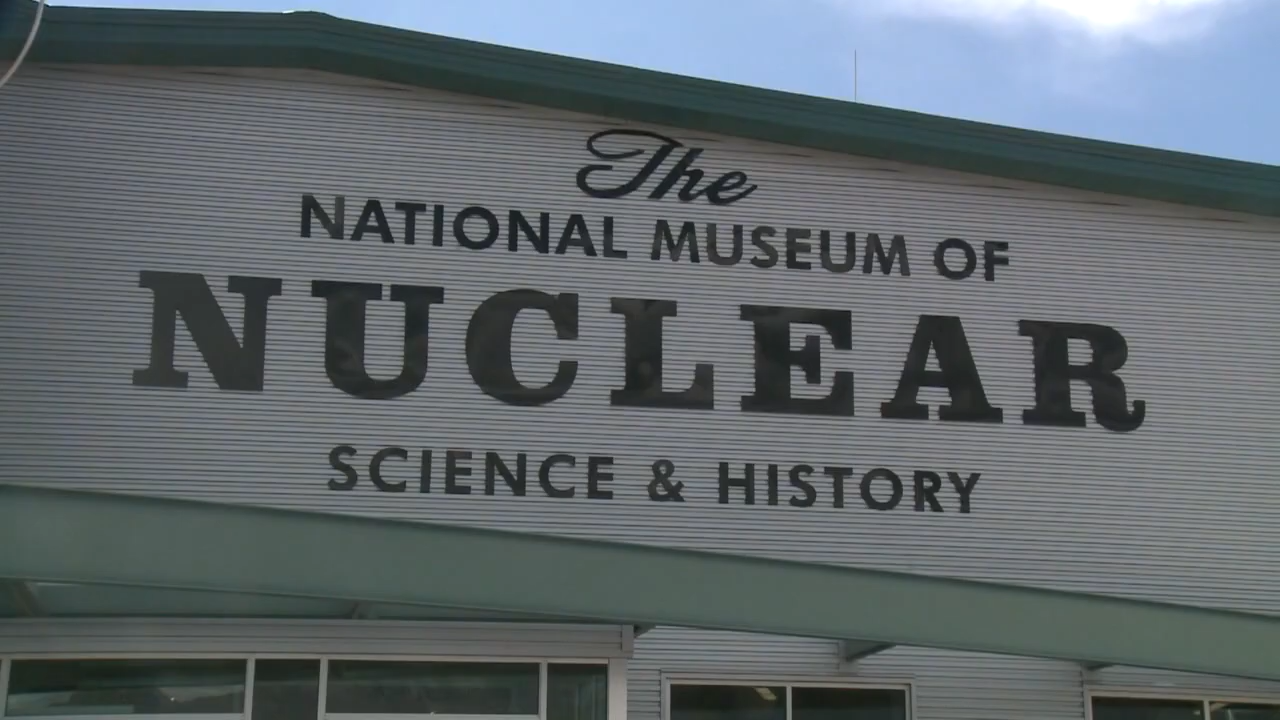 The
NATIONAL MUSEUM OF
NUCLEAR
SCIENCE & HISTORY